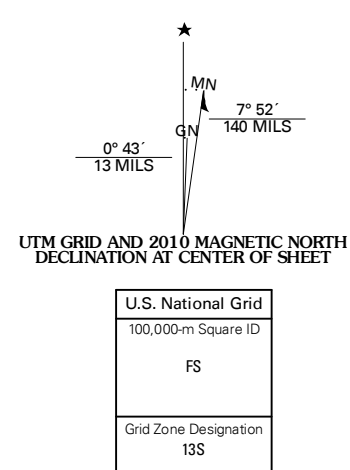 MN
7° 52´
140 MILS
GN
0° 43´
13 MILS
UTM GRID AND 2010 MAGNETIC NORTH
DECLINATION AT CENTER OF SHEET
U.S. National Grid
100,000-m Square ID
FS
Grid Zone Designation
13S